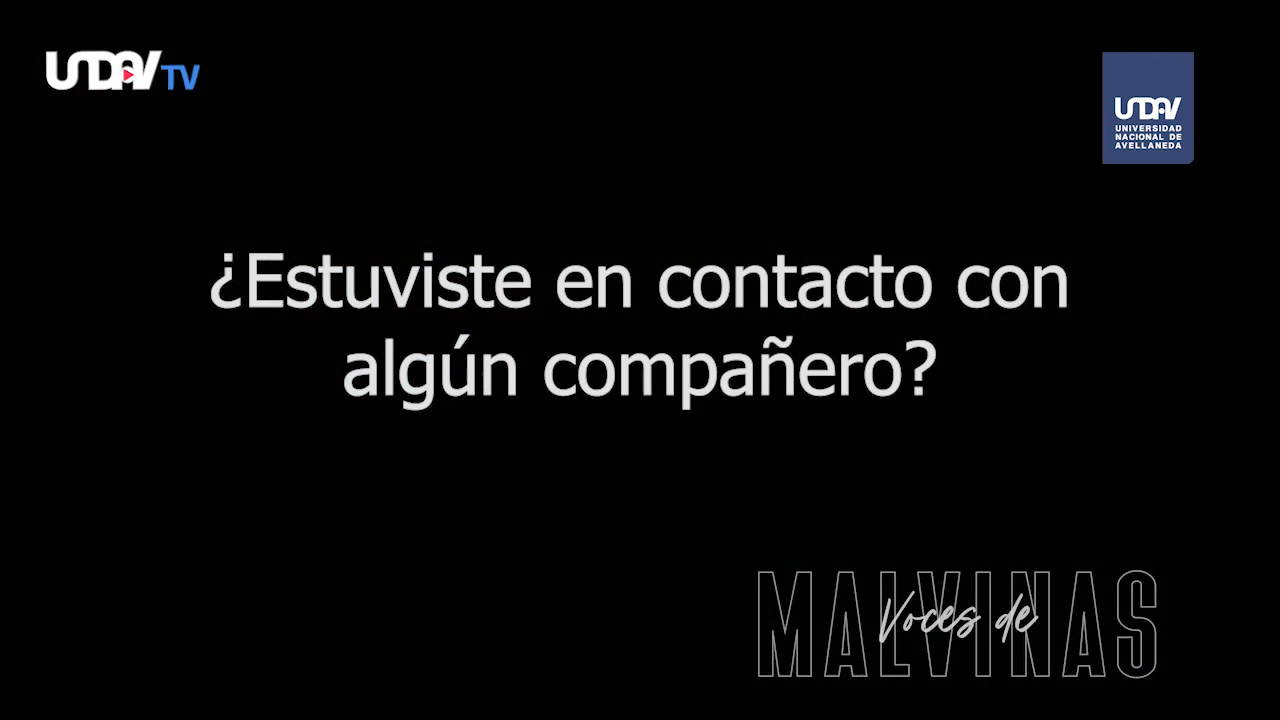 UNDAV TV
UNDAV
UNIVERSIDAD
NACIONAL DE
AVELLANEDA
¿Estuviste en contacto con
algún compañero?
Voces de
MALVINAS